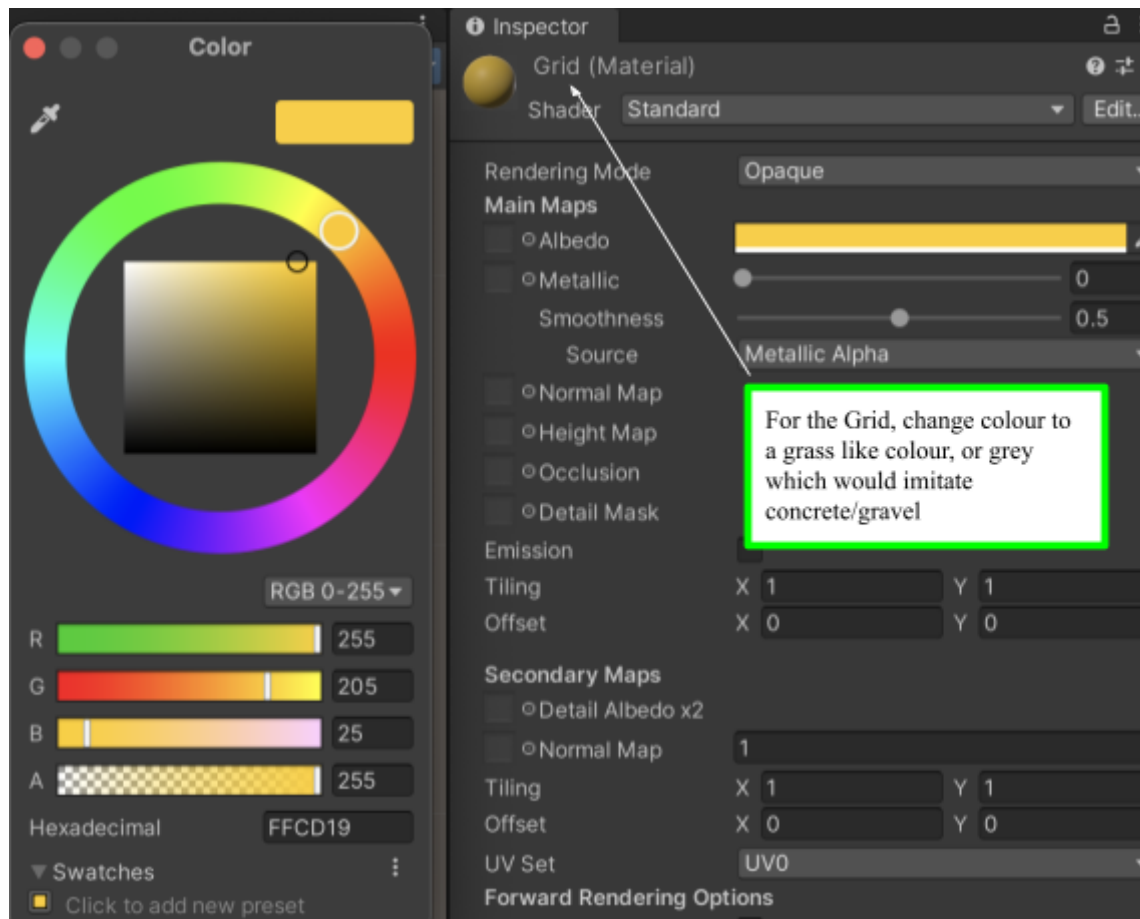 Color
RGB 0-255
R 255
G 205
B 25
A 255
Hexadecimal FFCD19
Swatches
Click to add new preset
Inspector
Grid (Material)
Shader Standard Edit..
Rendering Mode Opaque
Main Maps
Albedo
Metallic 0
Smoothness 0.5
Source Metallic Alpha
Normal Map
Height Map
Occlusion
Detail Mask
For the Grid, change colour to
a grass like colour, or grey
which would imitate
concrete/gravel
Emission
Tiling X 1 Y 1
Offset X 0 Y 0
Secondary Maps
Detail Albedo x2
Normal Map 1
Tiling X 1 Y 1
Offset X 0 Y 0
UV Set UV0
Forward Rendering Options